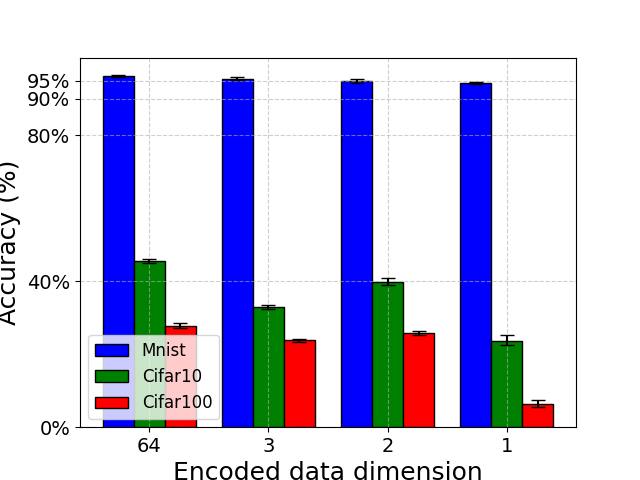 Accuracy (%)
95%
90%
80%
40%
0%
Mnist
Cifar10
Cifar100
64 3 2 1
Encoded data dimension